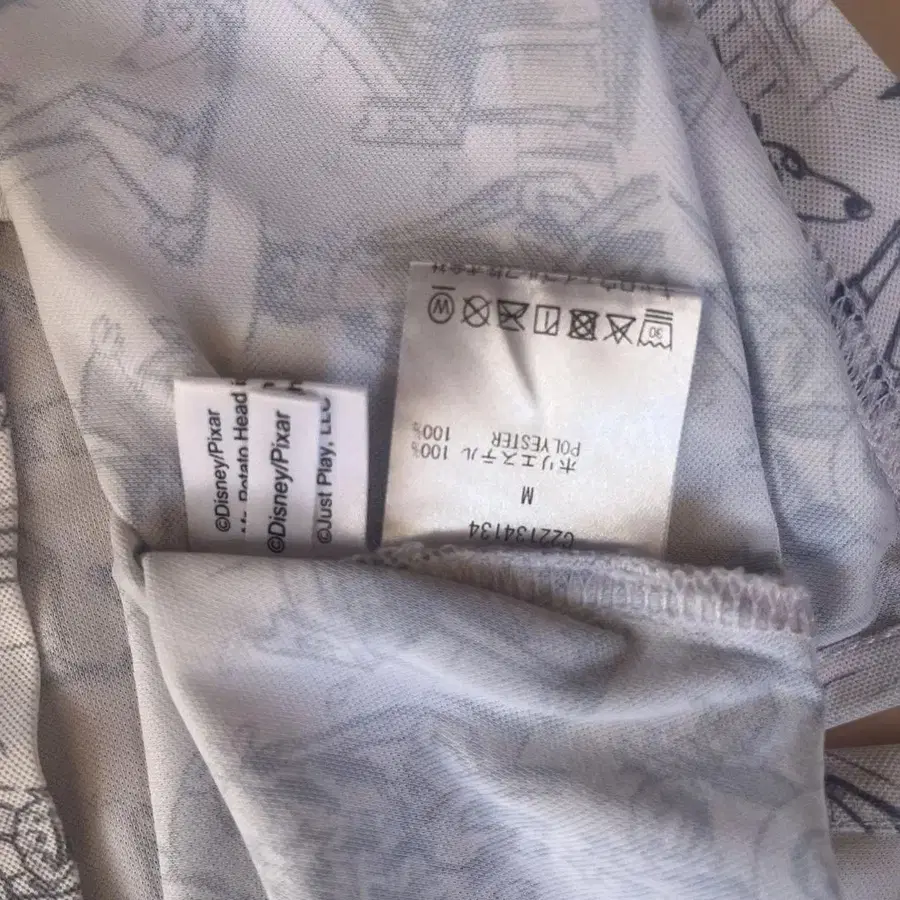 ©Disney/Pixar
Mr. Potato Head
©Disney/Pixar
©Just Play, LLC
C22134134
M
ポリエステル 100%
POLYESTER 100%
30
W